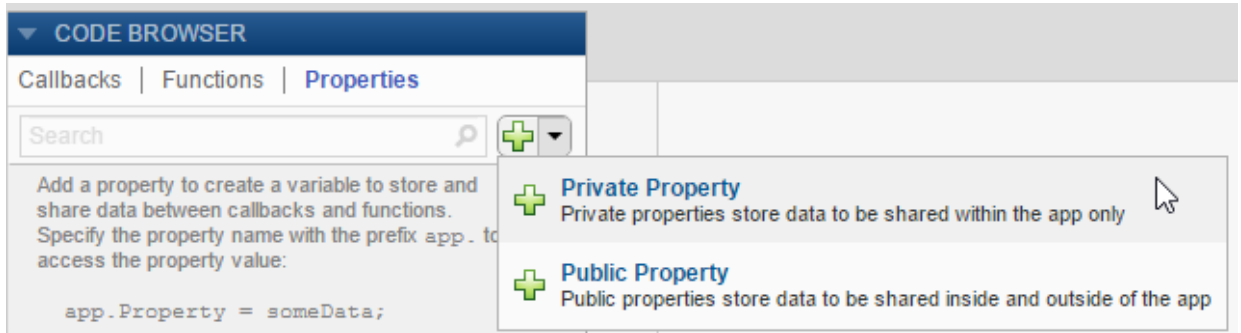 CODE BROWSER
Callbacks | Functions | Properties
Search
Add a property to create a variable to store and
share data between callbacks and functions.
Specify the property name with the prefix app. to
access the property value:
app.Property = someData;
Private Property
Private properties store data to be shared within the app only
Public Property
Public properties store data to be shared inside and outside of the app